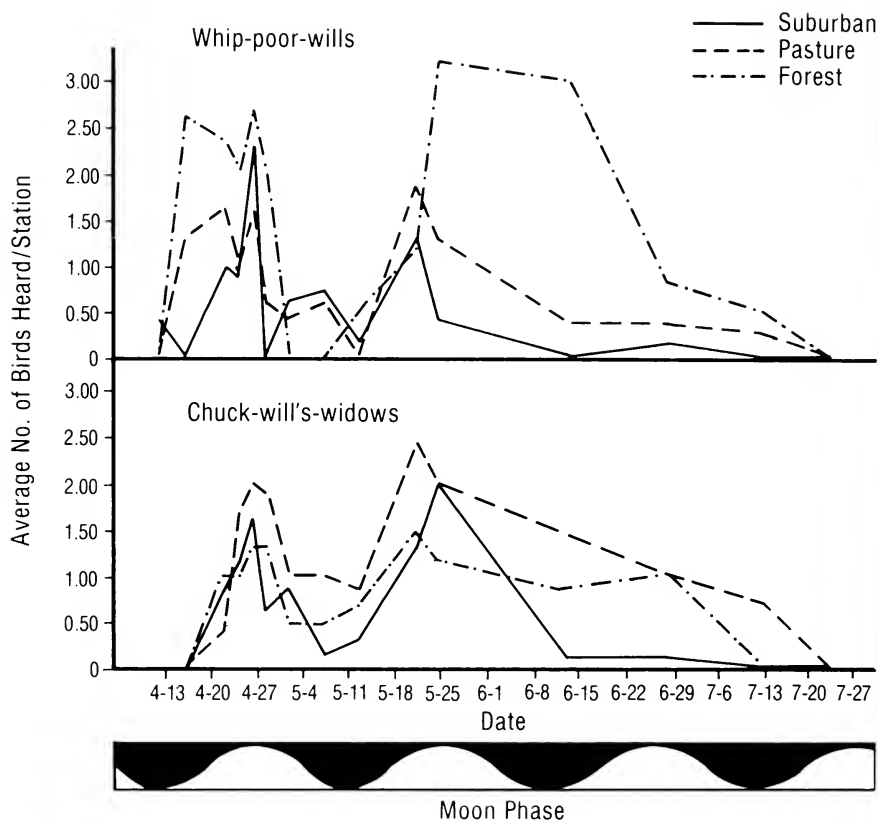 Whip-poor-wills
Suburban
Pasture
Forest
Average No. of Birds Heard/Station
3.00
2.50
2.00
1.50
1.00
0.50
0
Chuck-will's-widows
3.00
2.50
2.00
1.50
1.00
0.50
0
4-13 4-20 4-27 5-4 5-11 5-18 5-25 6-1 6-8 6-15 6-22 6-29 7-6 7-13 7-20 7-27
Date
Moon Phase